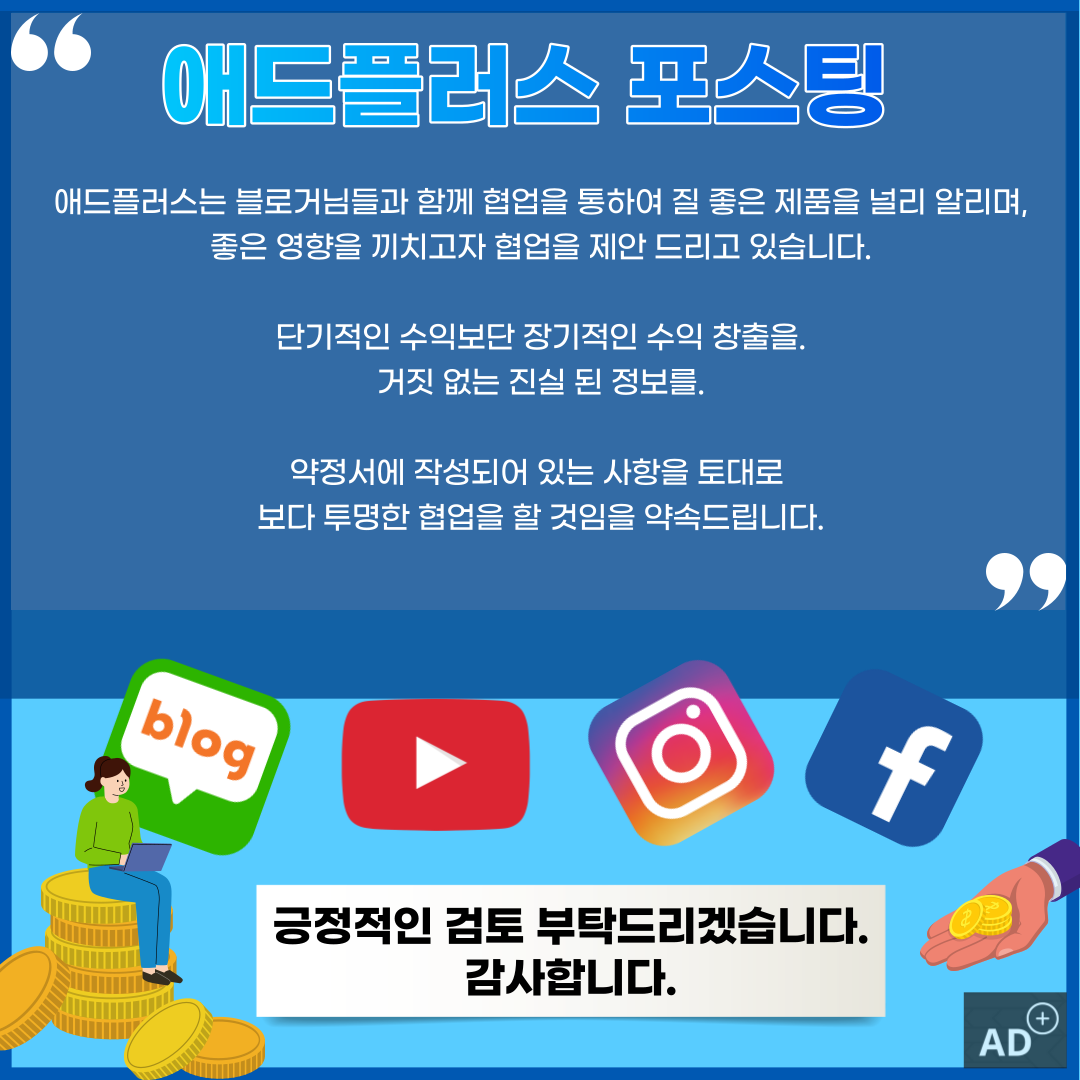 애드플러스 포스팅
애드플러스는 블로거님들과 함께 협업을 통하여 질 좋은 제품을 널리 알리며,
좋은 영향을 끼치고자 협업을 제안 드리고 있습니다.
단기적인 수익보단 장기적인 수익 창출을.
거짓 없는 진실 된 정보를.
약정서에 작성되어 있는 사항을 토대로
보다 투명한 협업을 할 것임을 약속드립니다.
blog
긍정적인 검토 부탁드리겠습니다.
감사합니다.
AD+